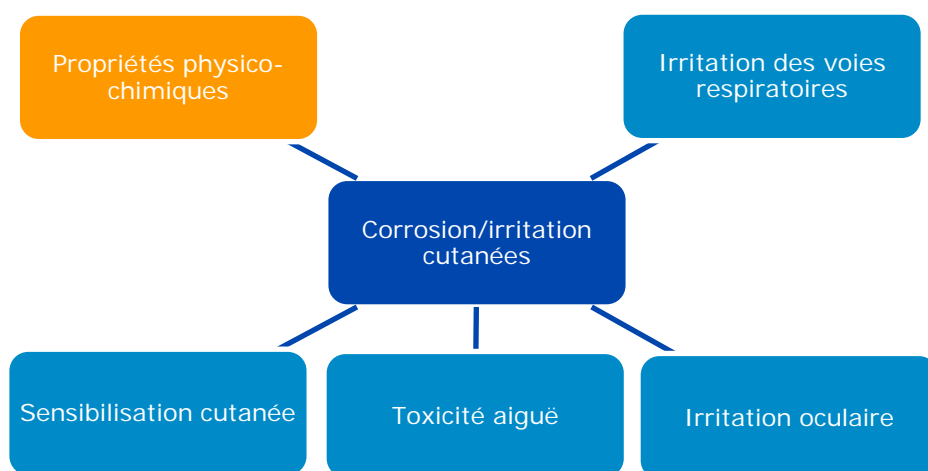 Propriétés physico-
chimiques
Irritation des voies
respiratoires
Corrosion/irritation
cutanées
Sensibilisation cutanée
Toxicité aiguë
Irritation oculaire